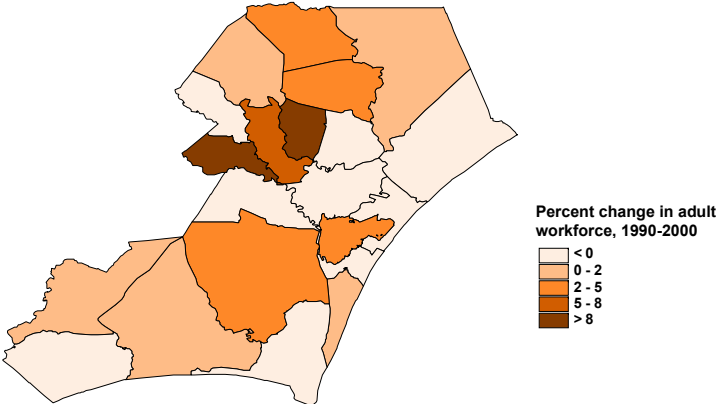 Percent change in adult
workforce, 1990-2000
< 0
0 - 2
2 - 5
5 - 8
> 8